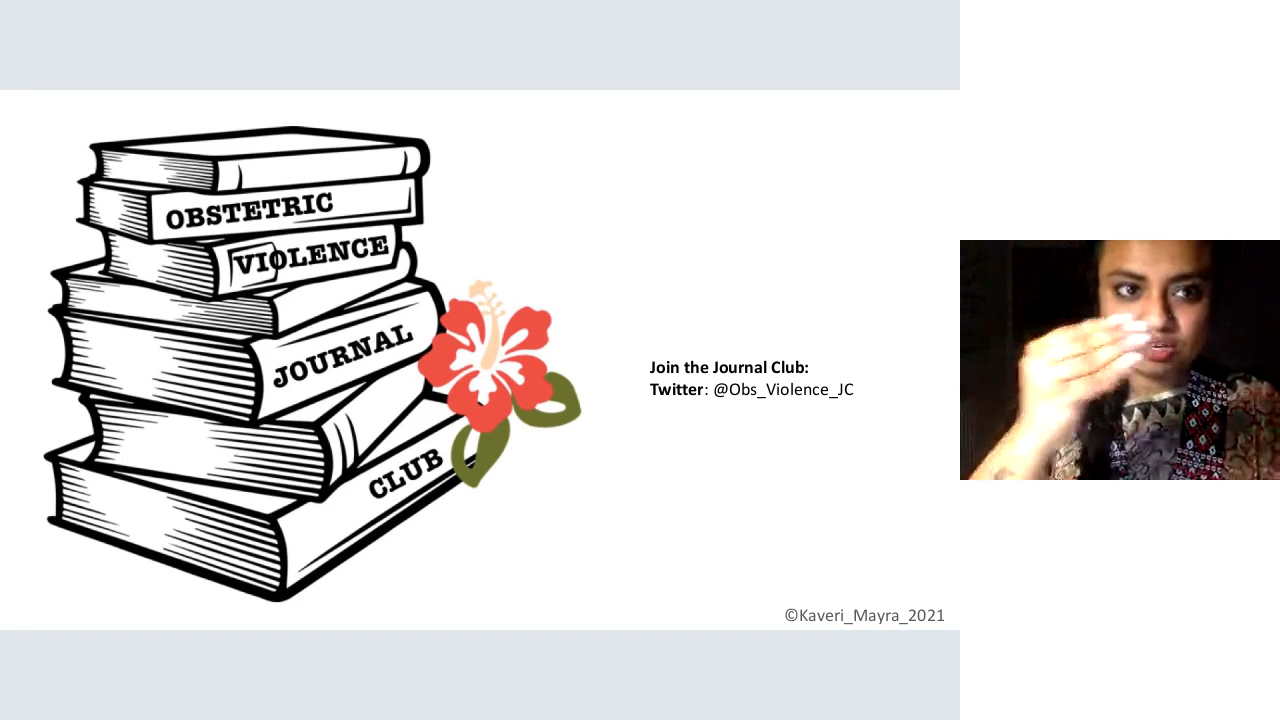 OBSTETRIC
VIOLENCE
JOURNAL
CLUB
Join the Journal Club:
Twitter: @Obs_Violence_JC
©Kaveri_Mayra_2021